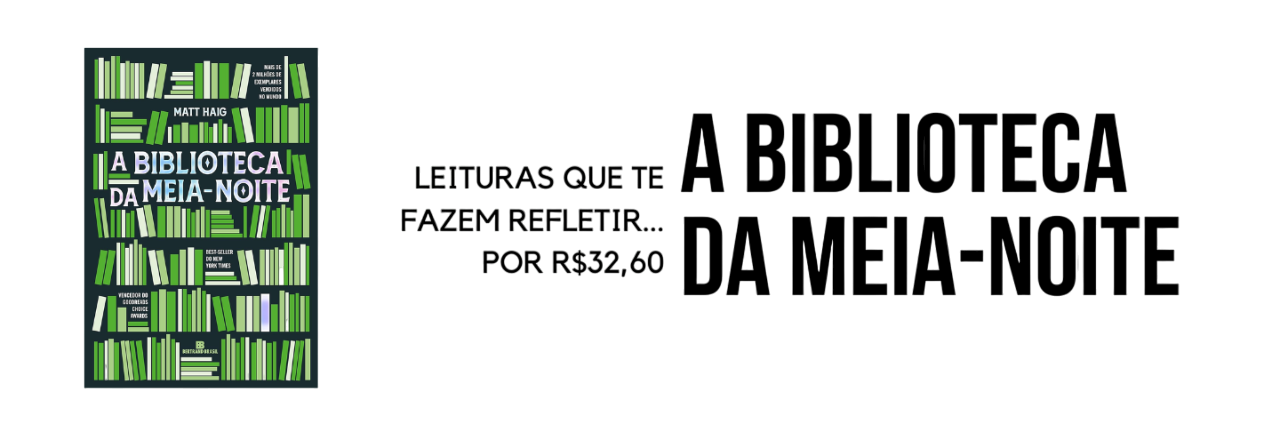 MAIS DE
2 MILHÕES DE
EXEMPLARES
VENDIDOS
NO MUNDO
MATT HAIG
A BIBLIOTECA
DA MEIA-NOITE
BEST-SELLER
DO NEW
YORK TIMES
VENCEDOR DO
GOODREADS
CHOICE
AWARDS
BERTRAND BRASIL
LEITURAS QUE TE
FAZEM REFLETIR...
POR R$32,60
A BIBLIOTECA
DA MEIA-NOITE